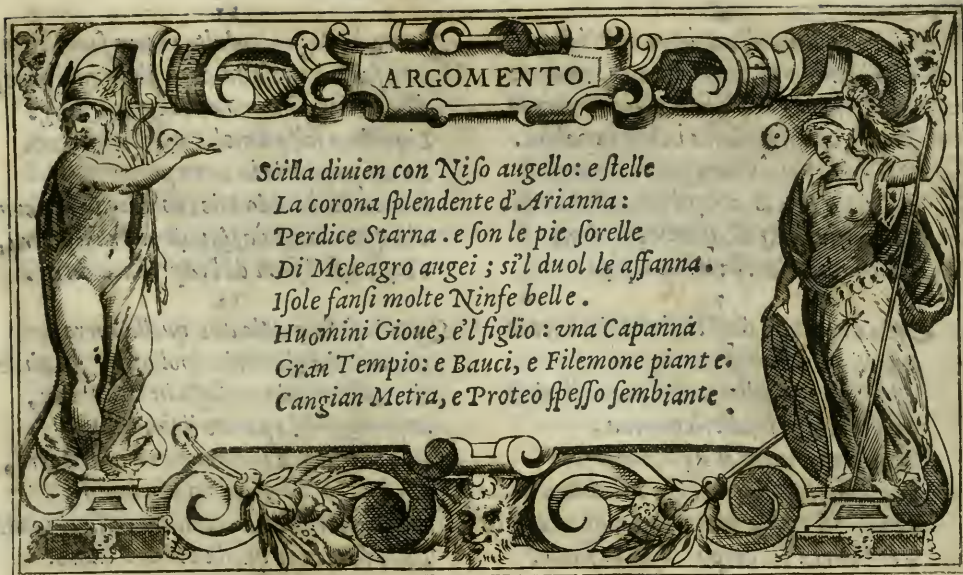 ARGOMENTO.
Scilla diuien con Niso augello: e stelle
La corona splendente d'Arianna:
Perdice Starna. e son le pie sorelle
Di Meleagro augei; si'l duol le affanna.
Isole fansi molte Ninfe belle.
Huomini Gioue, e'l figlio: vna Capanna.
Gran Tempio: e Bauci, e Filemone piante.
Cangian Metra, e Proteo spesso sembiante.